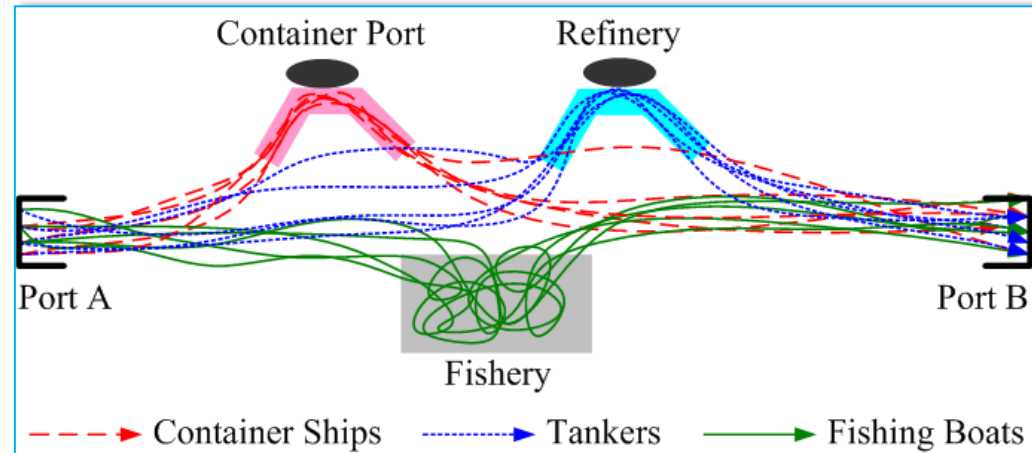 Container Port
Refinery
Port A
Port B
Fishery
Container Ships
Tankers
Fishing Boats